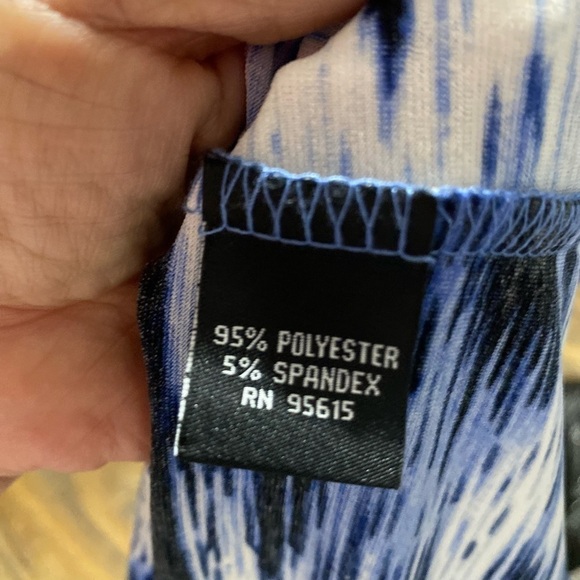 95% POLYESTER
5% SPANDEX
RN 95615